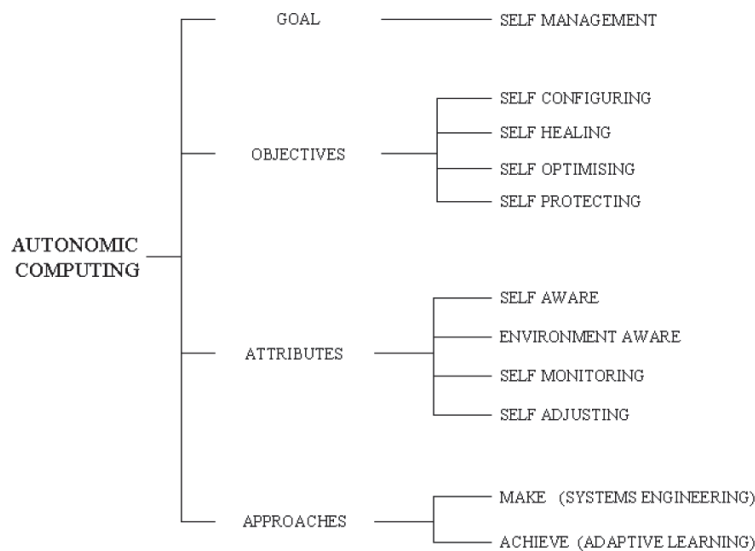 GOAL
SELF MANAGEMENT
SELF CONFIGURING
SELF HEALING
OBJECTIVES
SELF OPTIMISING
SELF PROTECTING
AUTONOMIC
COMPUTING
SELF AWARE
ENVIRONMENT AWARE
ATTRIBUTES
SELF MONITORING
SELF ADJUSTING
MAKE (SYSTEMS ENGINEERING)
APPROACHES
ACHIEVE (ADAPTIVE LEARNING)